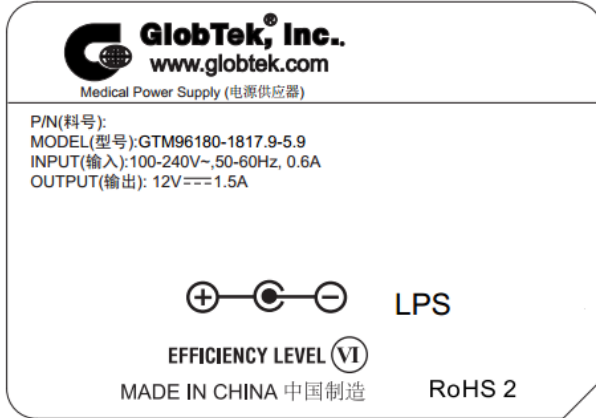 GlobTek, Inc.
®
www.globtek.com
Medical Power Supply (电源供应器)
P/N(料号):
MODEL(型号):GTM96180-1817.9-5.9
INPUT(输入):100-240V~,50-60Hz, 0.6A
OUTPUT(输出): 12V⎓1.5A
LPS
EFFICIENCY LEVEL VI
MADE IN CHINA 中国制造
RoHS 2